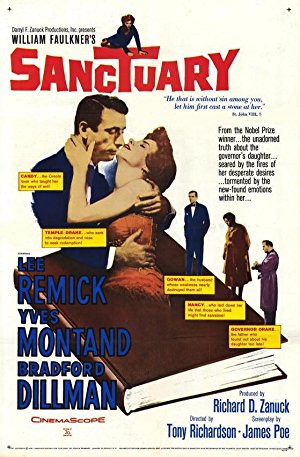 Darryl F. Zanuck Productions, Inc. presents
WILLIAM FAULKNER'S
SANCTUARY
"He that is without sin among you,
let him first cast a stone at her."
St. John VIII, 7
From the Nobel Prize
winner...the unadorned
truth about the
governor's daughter...
seared by the fires of
her desperate desires
...tormented by the
new-found emotions
within her...
CANDY...the Creole
lover who taught her
the ways of evil!
TEMPLE DRAKE...who sank
into degradation and rose
to seek redemption!
GOWAN...the husband
whose weakness nearly
destroyed them all!
NANCY...who laid down her
life that those who lived
might find salvation!
GOVERNOR DRAKE...
the father who
found out about his
daughter too late!
STARRING
LEE
REMICK
YVES
MONTAND
BRADFORD
DILLMAN
CINEMASCOPE
Produced by
Richard D. Zanuck
Directed by
Tony Richardson
Screenplay by
James Poe